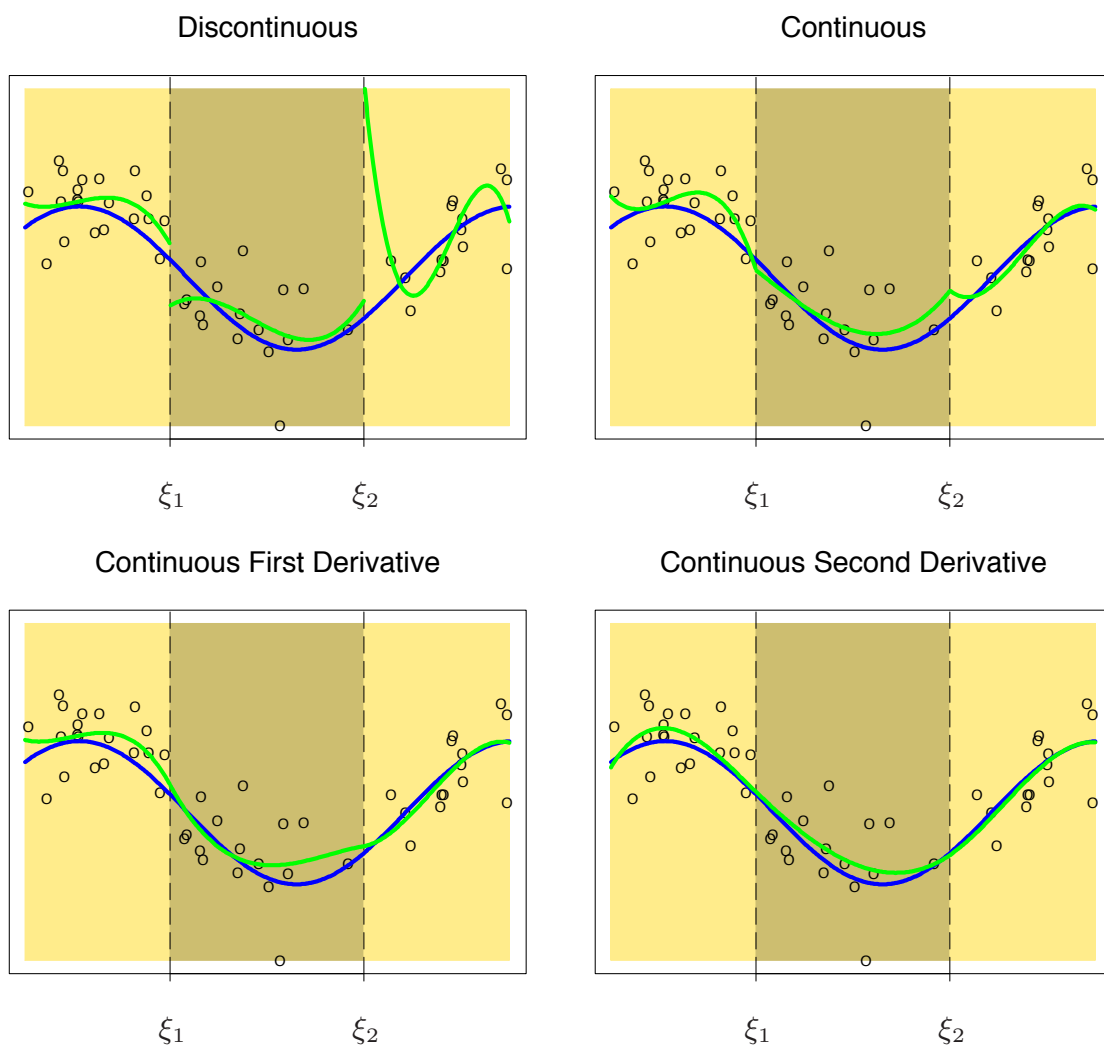 Discontinuous
Continuous
ξ₁ ξ₂
ξ₁ ξ₂
Continuous First Derivative
Continuous Second Derivative
ξ₁ ξ₂
ξ₁ ξ₂